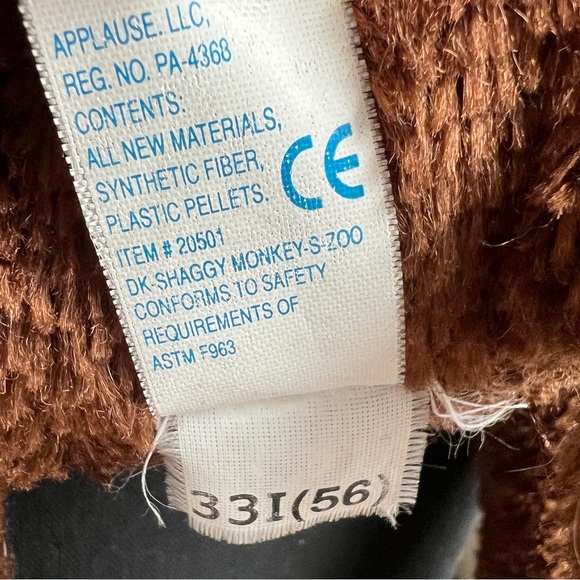 APPLAUSE. LLC,
REG. NO. PA-4368
CONTENTS:
ALL NEW MATERIALS,
SYNTHETIC FIBER,
PLASTIC PELLETS.
CE
ITEM # 20501
DK-SHAGGY MONKEY-S-ZOO
CONFORMS TO SAFETY
REQUIREMENTS OF
ASTM F963
33I(56)